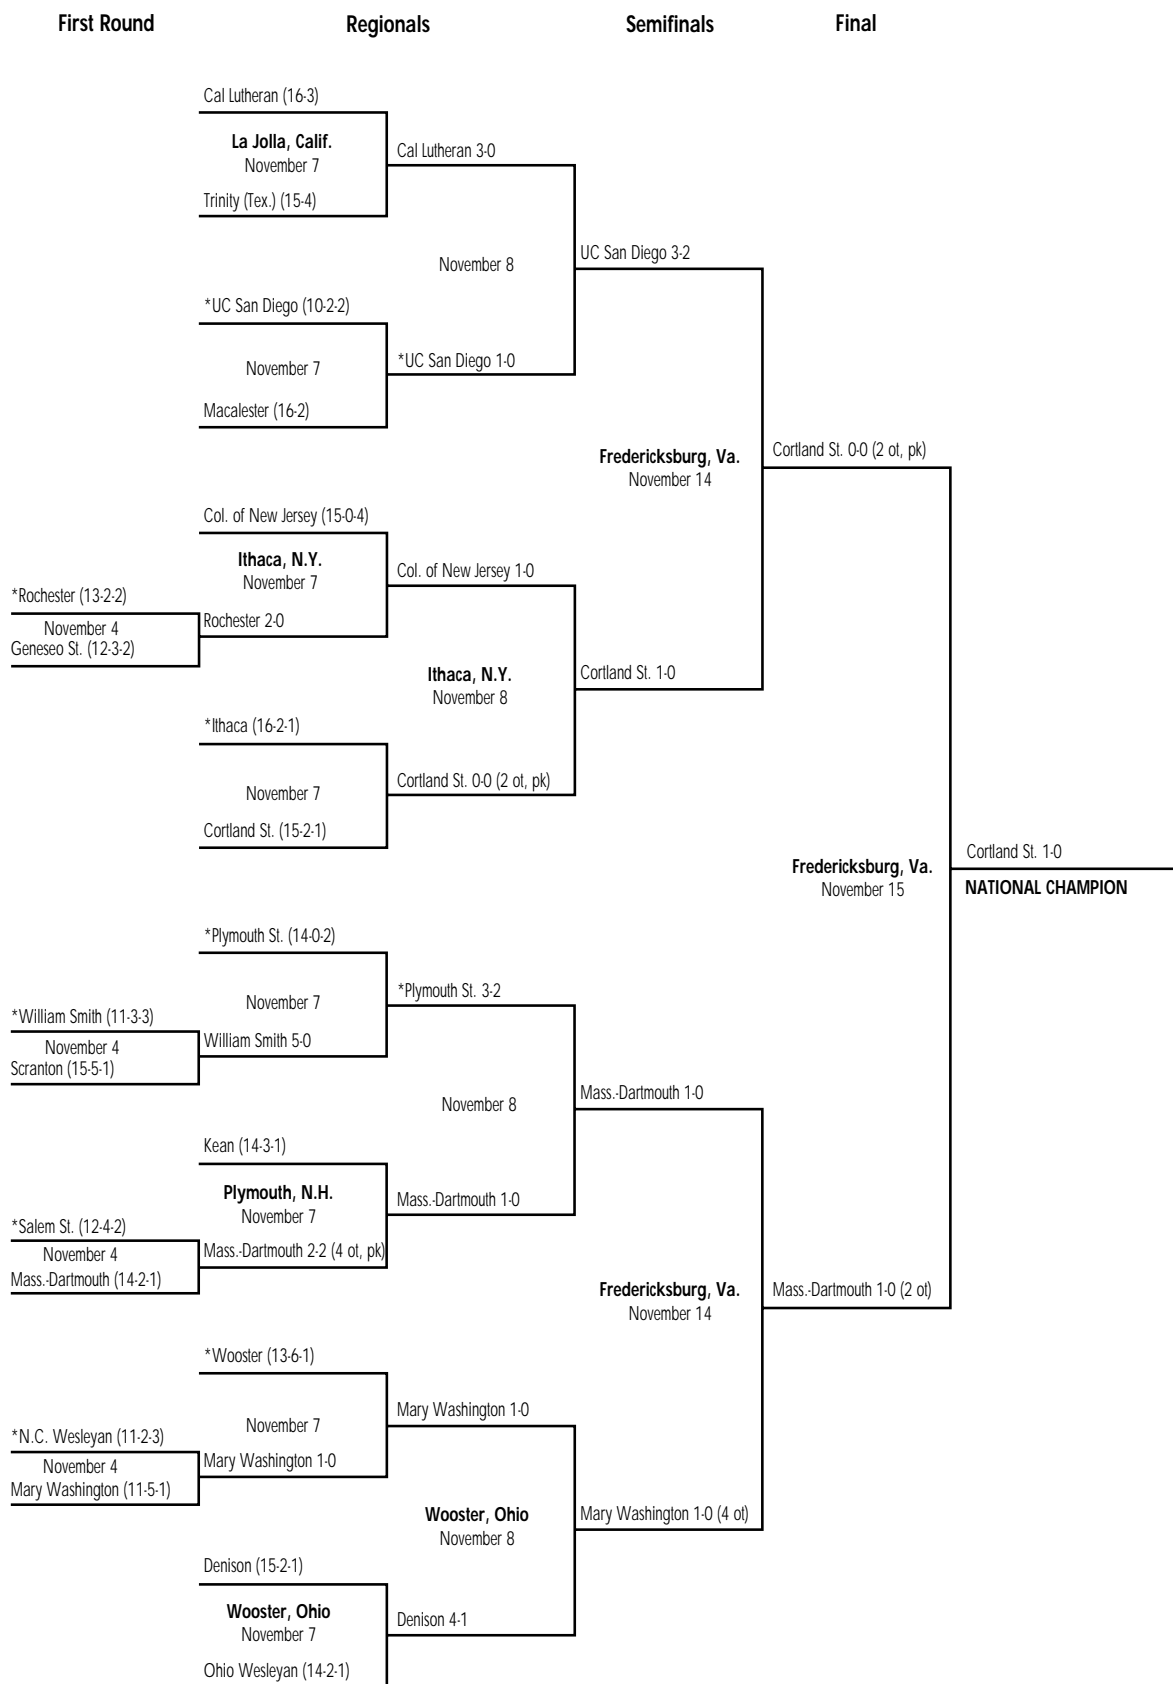 First Round
Regionals
Semifinals
Final
Cal Lutheran (16-3)
La Jolla, Calif.
November 7
Trinity (Tex.) (15-4)
Cal Lutheran 3-0
November 8
UC San Diego 3-2
*UC San Diego (10-2-2)
November 7
*UC San Diego 1-0
Macalester (16-2)
Fredericksburg, Va.
November 14
Cortland St. 0-0 (2 ot, pk)
Col. of New Jersey (15-0-4)
Ithaca, N.Y.
November 7
Col. of New Jersey 1-0
*Rochester (13-2-2)
November 4
Geneseo St. (12-3-2)
Rochester 2-0
Ithaca, N.Y.
November 8
Cortland St. 1-0
*Ithaca (16-2-1)
November 7
Cortland St. 0-0 (2 ot, pk)
Cortland St. (15-2-1)
Fredericksburg, Va.
November 15
Cortland St. 1-0
NATIONAL CHAMPION
*Plymouth St. (14-0-2)
November 7
*Plymouth St. 3-2
*William Smith (11-3-3)
November 4
Scranton (15-5-1)
William Smith 5-0
November 8
Mass.-Dartmouth 1-0
Kean (14-3-1)
Plymouth, N.H.
November 7
Mass.-Dartmouth 1-0
*Salem St. (12-4-2)
November 4
Mass.-Dartmouth (14-2-1)
Mass.-Dartmouth 2-2 (4 ot, pk)
Fredericksburg, Va.
November 14
Mass.-Dartmouth 1-0 (2 ot)
*Wooster (13-6-1)
November 7
Mary Washington 1-0
*N.C. Wesleyan (11-2-3)
November 4
Mary Washington (11-5-1)
Mary Washington 1-0
Wooster, Ohio
November 8
Mary Washington 1-0 (4 ot)
Denison (15-2-1)
Wooster, Ohio
November 7
Denison 4-1
Ohio Wesleyan (14-2-1)